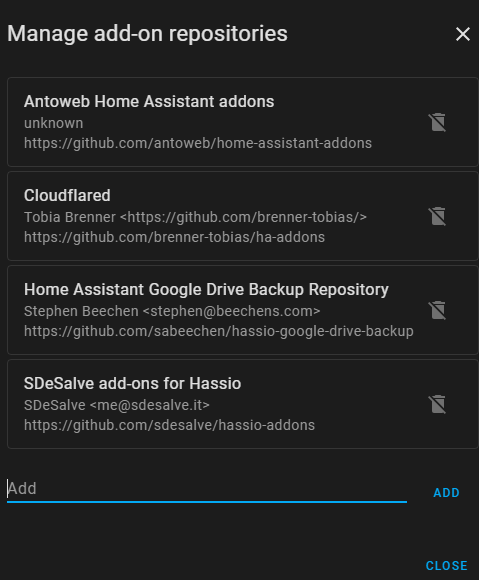 Manage add-on repositories
Antoweb Home Assistant addons
unknown
https://github.com/antoweb/home-assistant-addons
Cloudflared
Tobia Brenner <https://github.com/brenner-tobias/>
https://github.com/brenner-tobias/ha-addons
Home Assistant Google Drive Backup Repository
Stephen Beechen <stephen@beechens.com>
https://github.com/sabeechen/hassio-google-drive-backup
SDeSalve add-ons for Hassio
SDeSalve <me@sdesalve.it>
https://github.com/sdesalve/hassio-addons
Add
ADD
CLOSE